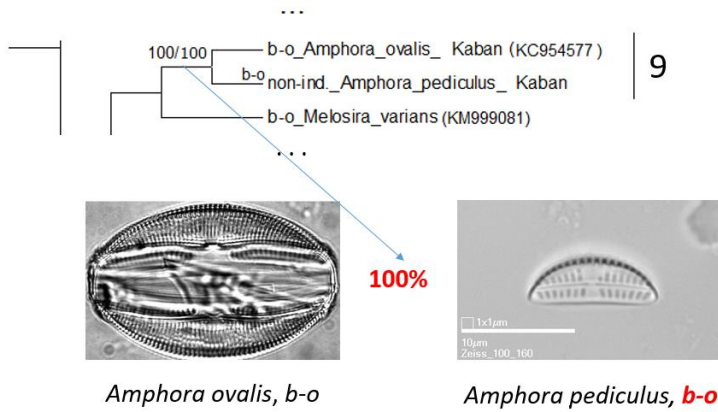 ...
100/100
b-o_Amphora_ovalis_ Kaban (KC954577)
b-o
non-ind._Amphora_pediculus_ Kaban
9
b-o_Melosira_varians (KM999081)
...
100%
1x1µm
10µm
Zeiss_100_160
Amphora ovalis, b-o
Amphora pediculus, b-o